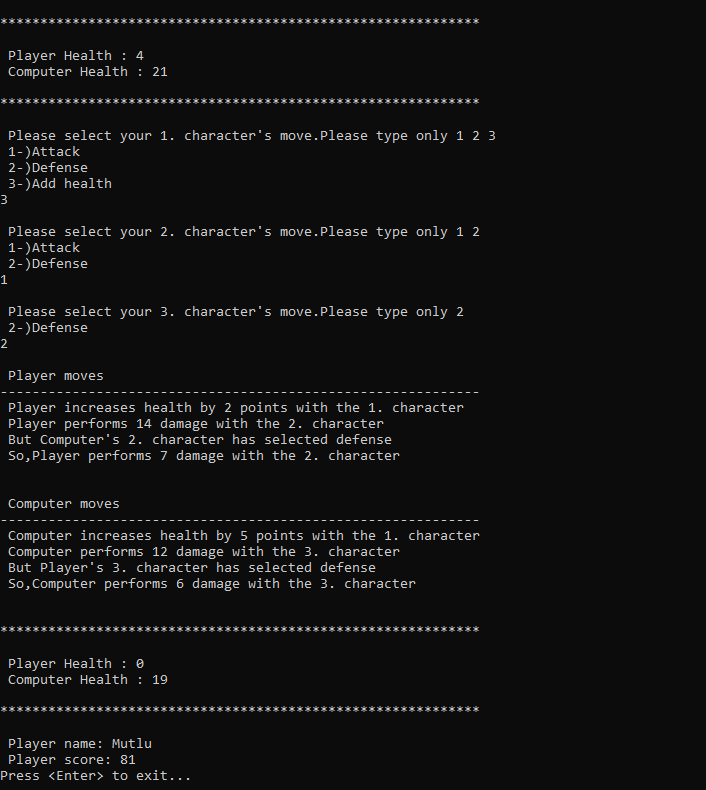 ************************************************************
Player Health : 4
Computer Health : 21
************************************************************
Please select your 1. character's move.Please type only 1 2 3
1-)Attack
2-)Defense
3-)Add health
3
Please select your 2. character's move.Please type only 1 2
1-)Attack
2-)Defense
1
Please select your 3. character's move.Please type only 2
2-)Defense
2
Player moves
------------------------------------------------------------
Player increases health by 2 points with the 1. character
Player performs 14 damage with the 2. character
But Computer's 2. character has selected defense
So,Player performs 7 damage with the 2. character
Computer moves
------------------------------------------------------------
Computer increases health by 5 points with the 1. character
Computer performs 12 damage with the 3. character
But Player's 3. character has selected defense
So,Computer performs 6 damage with the 3. character
************************************************************
Player Health : 0
Computer Health : 19
************************************************************
Player name: Mutlu
Player score: 81
Press <Enter> to exit...